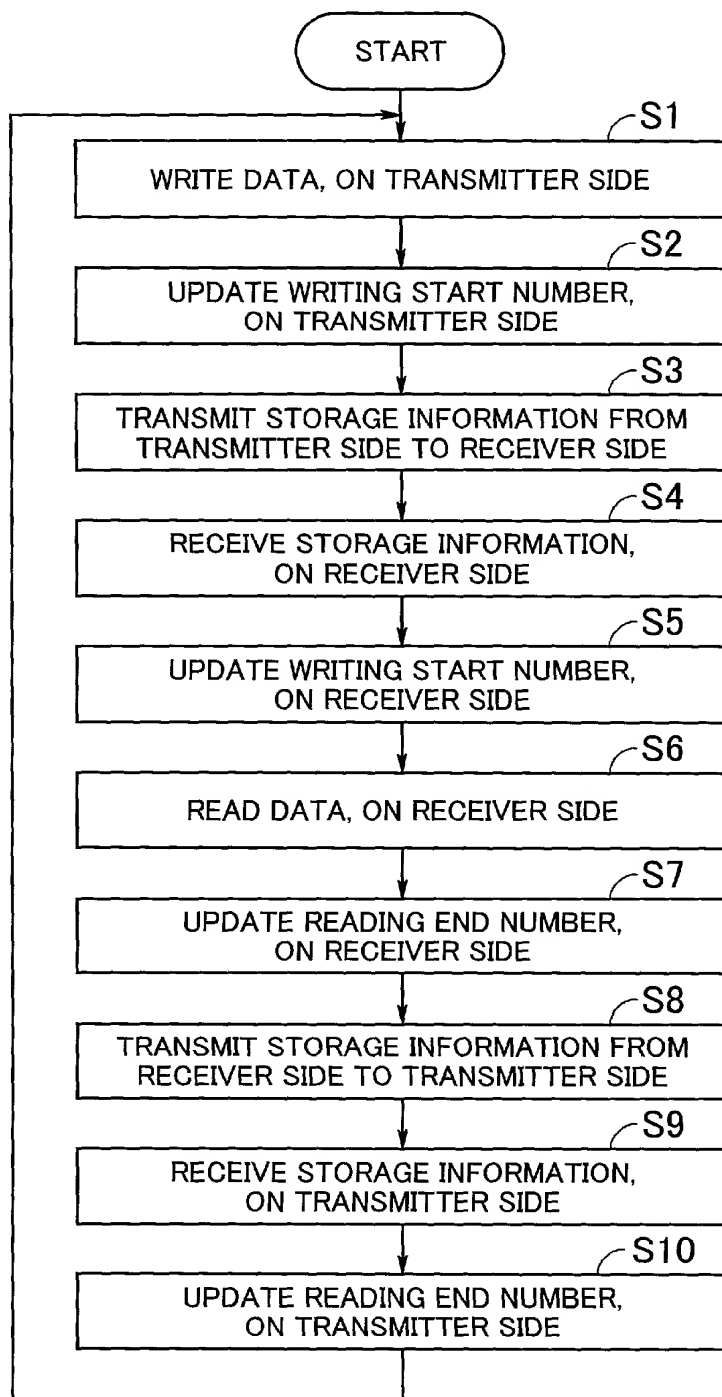 START
S1
WRITE DATA, ON TRANSMITTER SIDE
S2
UPDATE WRITING START NUMBER,
ON TRANSMITTER SIDE
S3
TRANSMIT STORAGE INFORMATION FROM
TRANSMITTER SIDE TO RECEIVER SIDE
S4
RECEIVE STORAGE INFORMATION,
ON RECEIVER SIDE
S5
UPDATE WRITING START NUMBER,
ON RECEIVER SIDE
S6
READ DATA, ON RECEIVER SIDE
S7
UPDATE READING END NUMBER,
ON RECEIVER SIDE
S8
TRANSMIT STORAGE INFORMATION FROM
RECEIVER SIDE TO TRANSMITTER SIDE
S9
RECEIVE STORAGE INFORMATION,
ON TRANSMITTER SIDE
S10
UPDATE READING END NUMBER,
ON TRANSMITTER SIDE